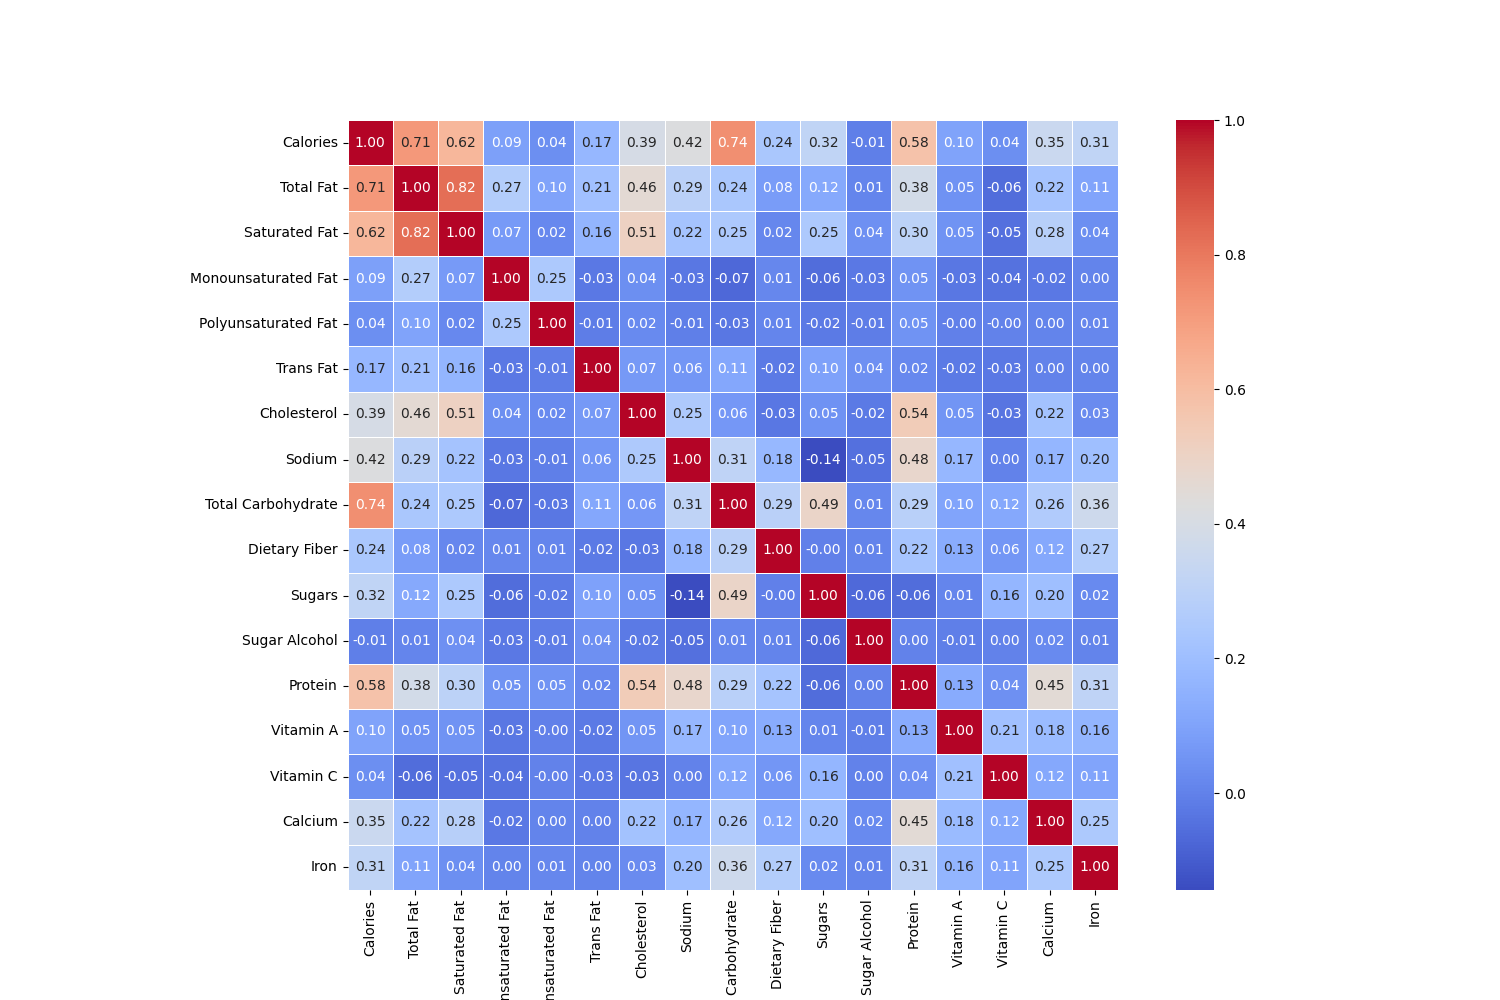 Calories 1.00 0.71 0.62 0.09 0.04 0.17 0.39 0.42 0.74 0.24 0.32 -0.01 0.58 0.10 0.04 0.35 0.31
Total Fat 0.71 1.00 0.82 0.27 0.10 0.21 0.46 0.29 0.24 0.08 0.12 0.01 0.38 0.05 -0.06 0.22 0.11
Saturated Fat 0.62 0.82 1.00 0.07 0.02 0.16 0.51 0.22 0.25 0.02 0.25 0.04 0.30 0.05 -0.05 0.28 0.04
Monounsaturated Fat 0.09 0.27 0.07 1.00 0.25 -0.03 0.04 -0.03 -0.07 0.01 -0.06 -0.03 0.05 -0.03 -0.04 -0.02 0.00
Polyunsaturated Fat 0.04 0.10 0.02 0.25 1.00 -0.01 0.02 -0.01 -0.03 0.01 -0.02 -0.01 0.05 -0.00 -0.00 0.00 0.01
Trans Fat 0.17 0.21 0.16 -0.03 -0.01 1.00 0.07 0.06 0.11 -0.02 0.10 0.04 0.02 -0.02 -0.03 0.00 0.00
Cholesterol 0.39 0.46 0.51 0.04 0.02 0.07 1.00 0.25 0.06 -0.03 0.05 -0.02 0.54 0.05 -0.03 0.22 0.03
Sodium 0.42 0.29 0.22 -0.03 -0.01 0.06 0.25 1.00 0.31 0.18 -0.14 -0.05 0.48 0.17 0.00 0.17 0.20
Total Carbohydrate 0.74 0.24 0.25 -0.07 -0.03 0.11 0.06 0.31 1.00 0.29 0.49 0.01 0.29 0.10 0.12 0.26 0.36
Dietary Fiber 0.24 0.08 0.02 0.01 0.01 -0.02 -0.03 0.18 0.29 1.00 -0.00 0.01 0.22 0.13 0.06 0.12 0.27
Sugars 0.32 0.12 0.25 -0.06 -0.02 0.10 0.05 -0.14 0.49 -0.00 1.00 -0.06 -0.06 0.01 0.16 0.20 0.02
Sugar Alcohol -0.01 0.01 0.04 -0.03 -0.01 0.04 -0.02 -0.05 0.01 0.01 -0.06 1.00 0.00 -0.01 0.00 0.02 0.01
Protein 0.58 0.38 0.30 0.05 0.05 0.02 0.54 0.48 0.29 0.22 -0.06 0.00 1.00 0.13 0.04 0.45 0.31
Vitamin A 0.10 0.05 0.05 -0.03 -0.00 -0.02 0.05 0.17 0.10 0.13 0.01 -0.01 0.13 1.00 0.21 0.18 0.16
Vitamin C 0.04 -0.06 -0.05 -0.04 -0.00 -0.03 -0.03 0.00 0.12 0.06 0.16 0.00 0.04 0.21 1.00 0.12 0.11
Calcium 0.35 0.22 0.28 -0.02 0.00 0.00 0.22 0.17 0.26 0.12 0.20 0.02 0.45 0.18 0.12 1.00 0.25
Iron 0.31 0.11 0.04 0.00 0.01 0.00 0.03 0.20 0.36 0.27 0.02 0.01 0.31 0.16 0.11 0.25 1.00
Calories
Total Fat
Saturated Fat
nsaturated Fat
nsaturated Fat
Trans Fat
Cholesterol
Sodium
Carbohydrate
Dietary Fiber
Sugars
Sugar Alcohol
Protein
Vitamin A
Vitamin C
Calcium
Iron
1.0
0.8
0.6
0.4
0.2
0.0